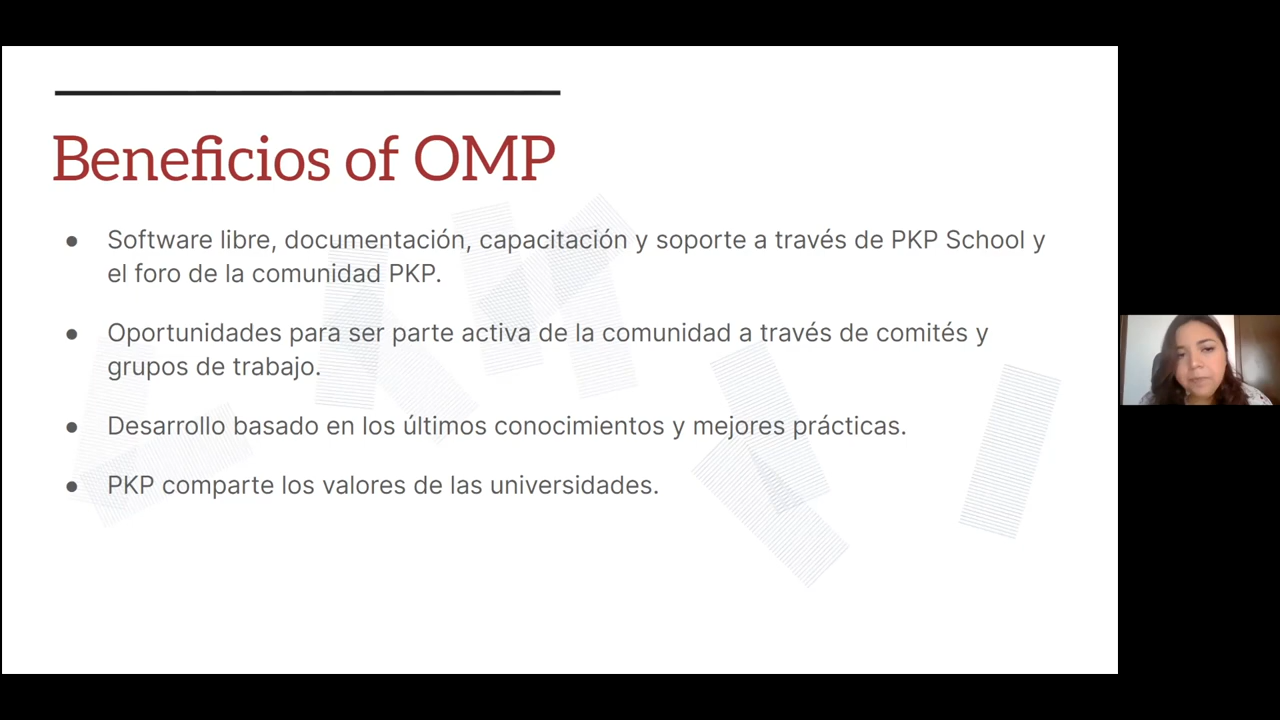 Beneficios of OMP
● Software libre, documentación, capacitación y soporte a través de PKP School y
el foro de la comunidad PKP.
● Oportunidades para ser parte activa de la comunidad a través de comités y
grupos de trabajo.
● Desarrollo basado en los últimos conocimientos y mejores prácticas.
● PKP comparte los valores de las universidades.